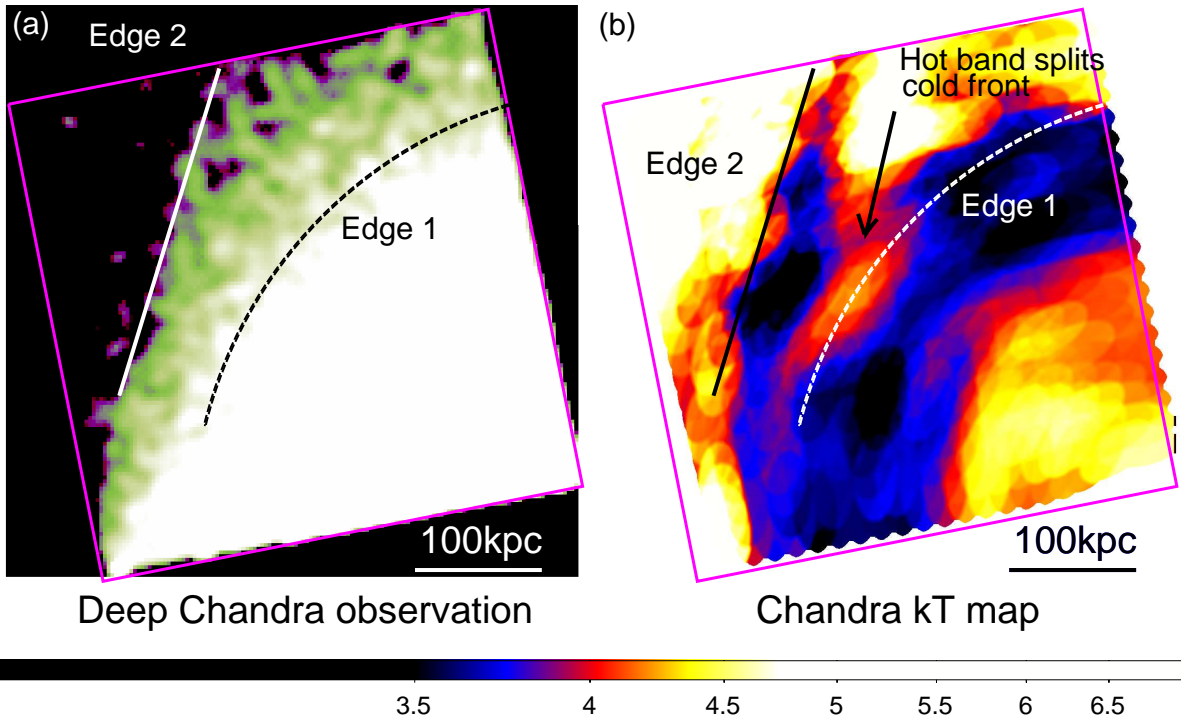 (a)
Edge 2
Edge 1
100kpc
Deep Chandra observation
(b)
Hot band splits
cold front
Edge 2
Edge 1
100kpc
Chandra kT map
3.5 4 4.5 5 5.5 6 6.5